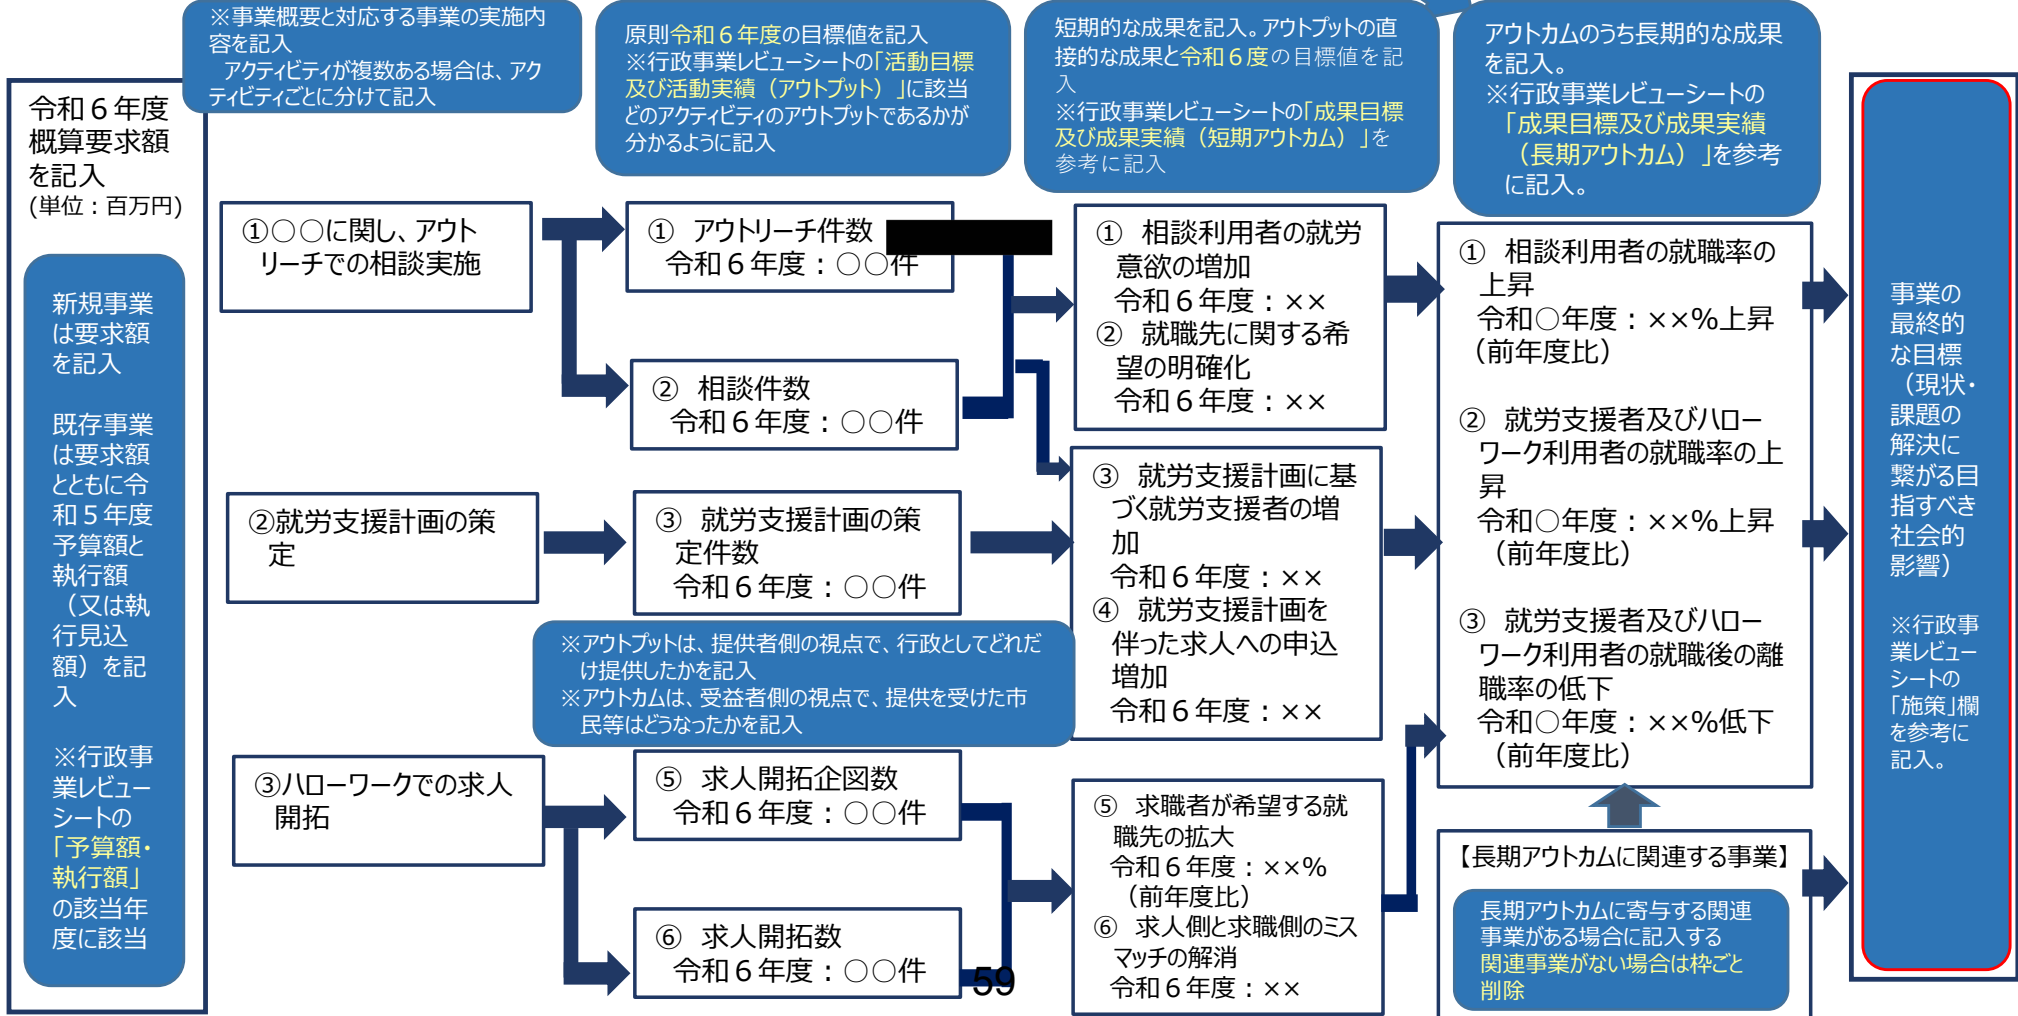 ※事業概要と対応する事業の実施内
容を記入
アクティビティが複数ある場合は、アク
ティビティごとに分けて記入
原則令和６年度の目標値を記入
※行政事業レビューシートの「活動目標
及び活動実績（アウトプット）」に該当
どのアクティビティのアウトプットであるかが
分かるように記入
短期的な成果を記入。アウトプットの直
接的な成果と令和６度の目標値を記
入
※行政事業レビューシートの「成果目標
及び成果実績（短期アウトカム）」を
参考に記入
アウトカムのうち長期的な成果
を記入。
※行政事業レビューシートの
「成果目標及び成果実績
（長期アウトカム）」を参考
に記入。
令和６年度
概算要求額
を記入
(単位：百万円)
新規事業
は要求額
を記入
既存事業
は要求額
とともに令
和５年度
予算額と
執行額
（又は執
行見込
額）を記
入
※行政事
業レビュー
シートの
「予算額・
執行額」
の該当年
度に該当
①○○に関し、アウト
リーチでの相談実施
②就労支援計画の策
定
③ハローワークでの求人
開拓
① アウトリーチ件数
令和６年度：○○件
② 相談件数
令和６年度：○○件
③ 就労支援計画の策
定件数
令和６年度：○○件
※アウトプットは、提供者側の視点で、行政としてどれだ
け提供したかを記入
※アウトカムは、受益者側の視点で、提供を受けた市
民等はどうなったかを記入
⑤ 求人開拓企図数
令和６年度：○○件
⑥ 求人開拓数
令和６年度：○○件
59
① 相談利用者の就労
意欲の増加
令和６年度：××
② 就職先に関する希
望の明確化
令和６年度：××
③ 就労支援計画に基
づく就労支援者の増
加
令和６年度：××
④ 就労支援計画を
伴った求人への申込
増加
令和６年度：××
⑤ 求職者が希望する就
職先の拡大
令和６年度：××%
（前年度比）
⑥ 求人側と求職側のミス
マッチの解消
令和６年度：××
① 相談利用者の就職率の
上昇
令和○年度：××%上昇
（前年度比）
② 就労支援者及びハロー
ワーク利用者の就職率の上
昇
令和○年度：××%上昇
（前年度比）
③ 就労支援者及びハロー
ワーク利用者の就職後の離
職率の低下
令和○年度：××%低下
（前年度比）
【長期アウトカムに関連する事業】
長期アウトカムに寄与する関連
事業がある場合に記入する
関連事業がない場合は枠ごと
削除
事業の
最終的
な目標
（現状・
課題の
解決に
繋がる目
指すべき
社会的
影響）
※行政事
業レビュー
シートの
「施策」欄
を参考に
記入。